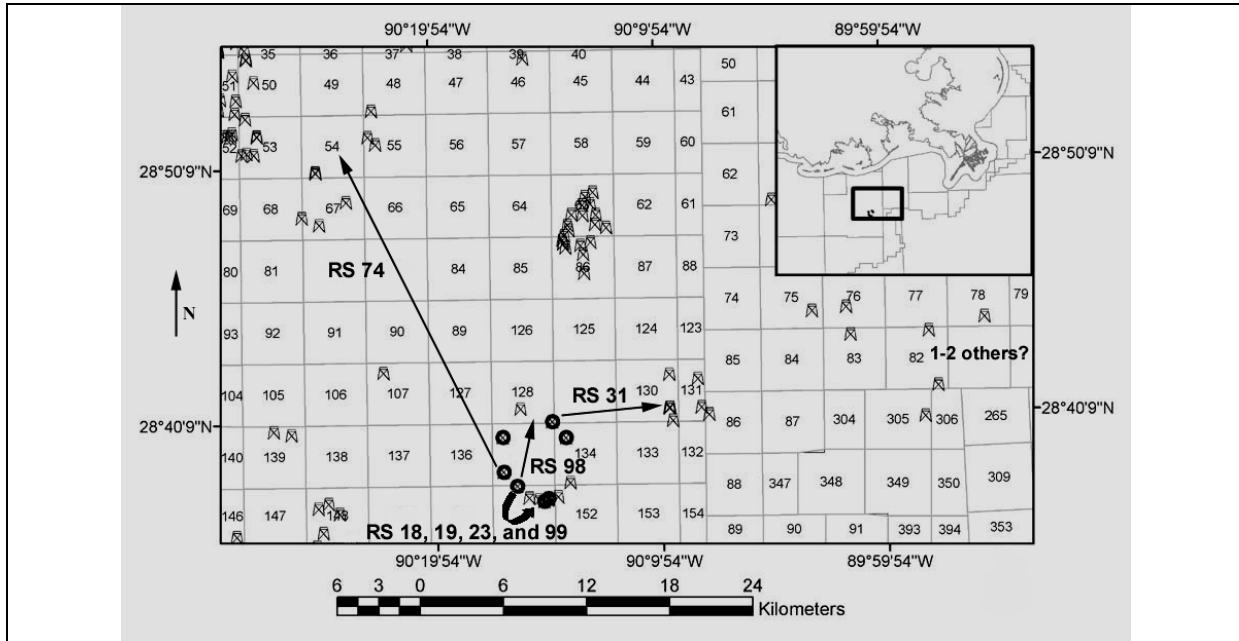 90°19'54"W 90°9'54"W 89°59'54"W
35 36 37 38 39 40
50 49 48 47 46 45 44 43 50
51
61
53 54 55 56 57 58 59 60
52
28°50'9"N 28°50'9"N
62
69 68 67 66 65 64 62 61
73
80 81 84 85 86 87 88
RS 74
N
74 75 76 77 78 79
93 92 91 90 89 126 125 124 123
85 84 83 82 1-2 others?
104 105 106 107 127 128 130 131
RS 31
86 87 304 305 306 265
28°40'9"N 28°40'9"N
140 139 138 137 136 134 133 132
RS 98
88 347 348 349 350 309
146 147 152 153 154
89 90 91 393 394 353
RS 18, 19, 23, and 99
90°19'54"W 90°9'54"W 89°59'54"W
6 3 0 6 12 18 24
Kilometers